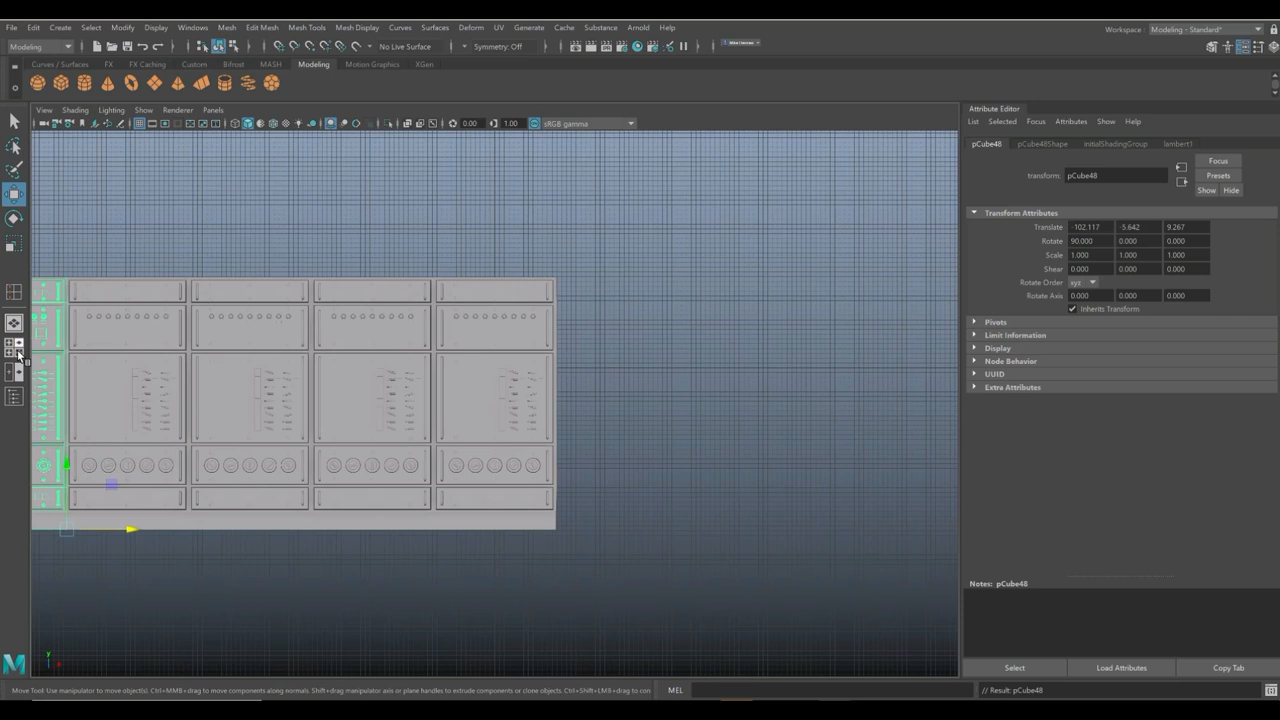 File Edit Create Select Modify Display Windows Mesh Edit Mesh Mesh Tools Mesh Display Curves Surfaces Deform UV Generate Cache Substance Arnold Help
Workspace: Modeling - Standard*
Modeling No Live Surface Symmetry: Off
Curves / Surfaces FX FX Caching Custom Bifrost MASH Modeling Motion Graphics XGen
View Shading Lighting Show Renderer Panels
0.00 1.00 sRGB gamma
Attribute Editor
List Selected Focus Attributes Show Help
pCube48 pCube48Shape initialShadingGroup lambert1
Focus
transform: pCube48
Presets
Show Hide
Transform Attributes
Translate -102.117 -5.642 9.267
Rotate 90.000 0.000 0.000
Scale 1.000 1.000 1.000
Shear 0.000 0.000 0.000
Rotate Order xyz
Rotate Axis 0.000 0.000 0.000
Inherits Transform
Pivots
Limit Information
Display
Node Behavior
UUID
Extra Attributes
Notes: pCube48
y
x
Select Load Attributes Copy Tab
Move Tool: Use manipulator to move object(s). Ctrl+MMB+drag to move components along normals. Shift+drag manipulator axis or plane handles to extrude components or clone objects. Ctrl+Shift+LMB+drag to con
MEL
// Result: pCube48